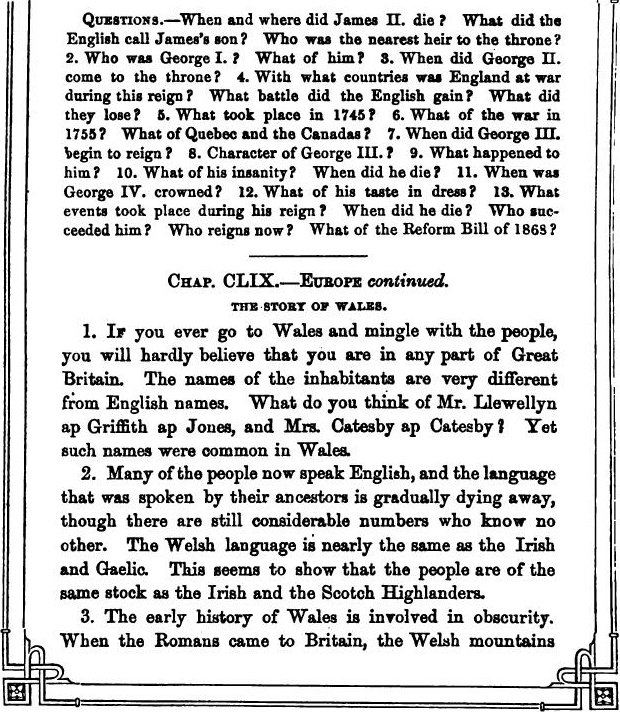 QUESTIONS.—When and where did James II. die? What did the
English call James's son? Who was the nearest heir to the throne?
2. Who was George I.? What of him? 3. When did George II.
come to the throne? 4. With what countries was England at war
during this reign? What battle did the English gain? What did
they lose? 5. What took place in 1745? 6. What of the war in
1755? What of Quebec and the Canadas? 7. When did George III.
begin to reign? 8. Character of George III.? 9. What happened to
him? 10. What of his insanity? When did he die? 11. When was
George IV. crowned? 12. What of his taste in dress? 13. What
events took place during his reign? When did he die? Who suc-
ceeded him? Who reigns now? What of the Reform Bill of 1868?
CHAP. CLIX.—EUROPE continued.
THE STORY OF WALES.
1. IF you ever go to Wales and mingle with the people,
you will hardly believe that you are in any part of Great
Britain. The names of the inhabitants are very different
from English names. What do you think of Mr. Llewellyn
ap Griffith ap Jones, and Mrs. Catesby ap Catesby? Yet
such names were common in Wales.
2. Many of the people now speak English, and the language
that was spoken by their ancestors is gradually dying away,
though there are still considerable numbers who know no
other. The Welsh language is nearly the same as the Irish
and Gaelic. This seems to show that the people are of the
same stock as the Irish and the Scotch Highlanders.
3. The early history of Wales is involved in obscurity.
When the Romans came to Britain, the Welsh mountains